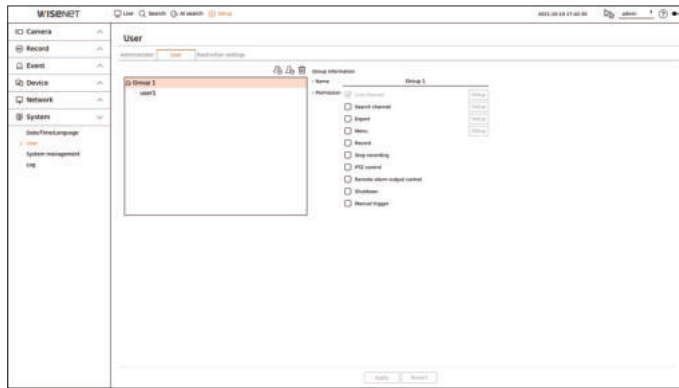 WISENET
Live Search AI search Setup
admin
Camera
Record
Event
Device
Network
System
Date/Time/Language
User
System management
Log
User
Administrator User Restriction settings
Group 1
user1
Group information
Name Group 1
Permission Live channel Setup
Search channel Setup
Export Setup
Menu Setup
Record
Stop recording
PTZ control
Remote alarm output control
Shutdown
Manual trigger
Apply Revert